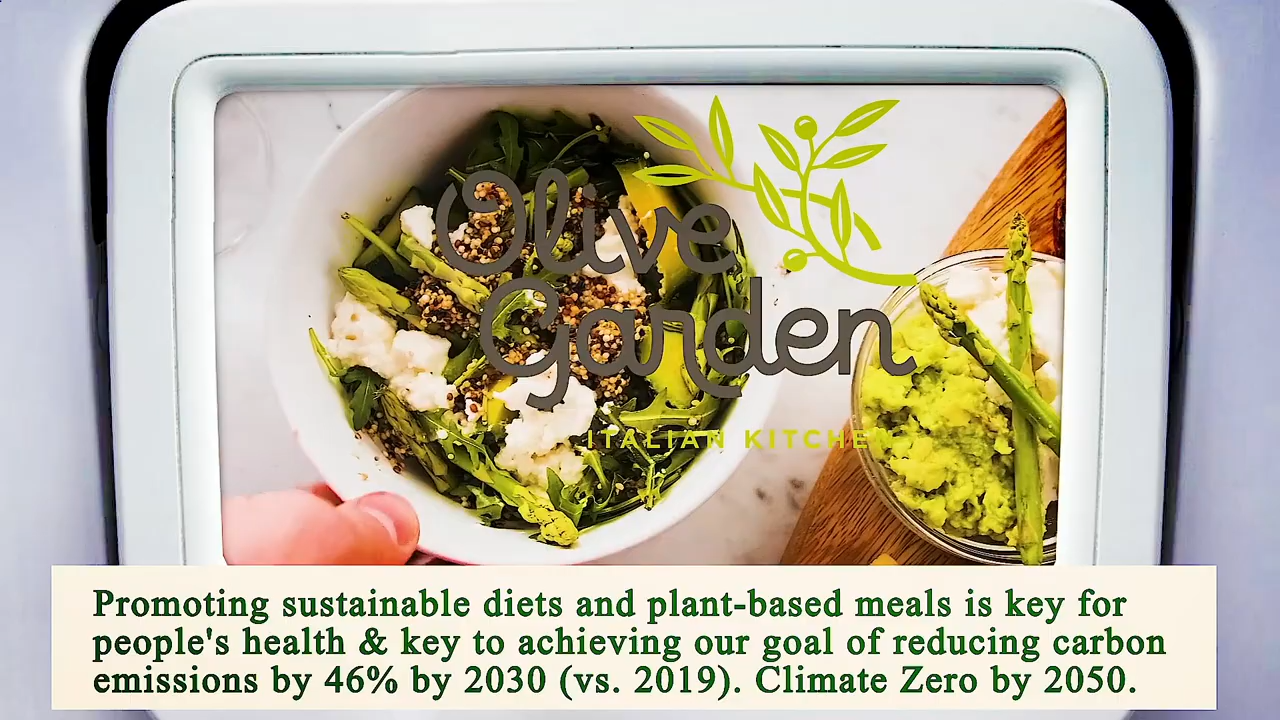 Olive
Garden
ITALIAN KITCHEN
Promoting sustainable diets and plant-based meals is key for
people's health & key to achieving our goal of reducing carbon
emissions by 46% by 2030 (vs. 2019). Climate Zero by 2050.